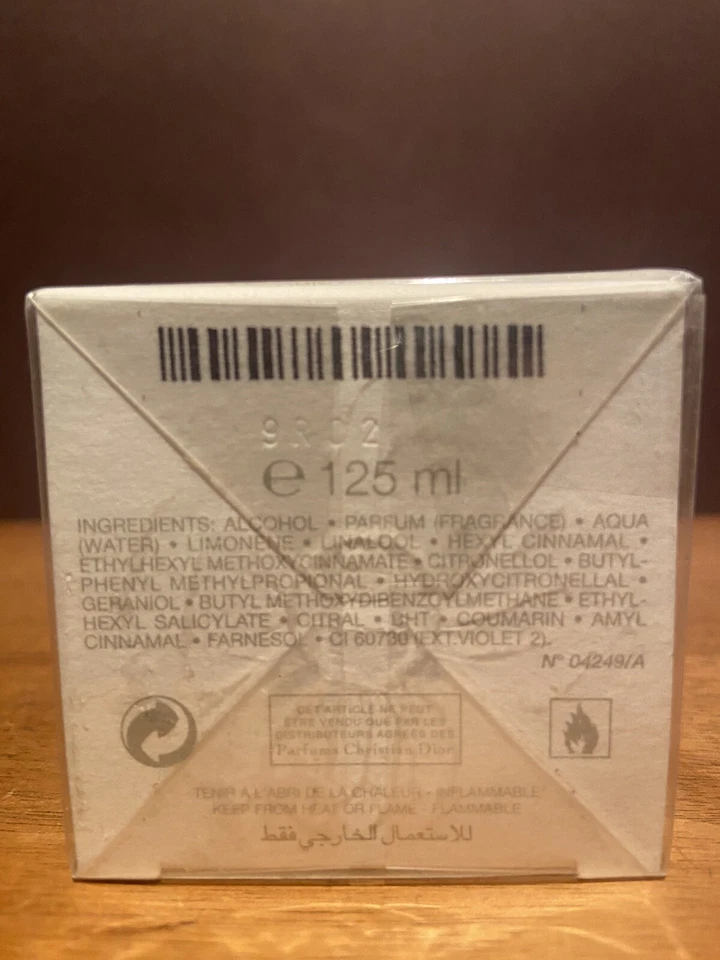 9R02
e 125 ml
INGREDIENTS: ALCOHOL • PARFUM (FRAGRANCE) • AQUA
(WATER) • LIMONENE • LINALOOL • HEXYL CINNAMAL •
ETHYLHEXYL METHOXYCINNAMATE • CITRONELLOL • BUTYL-
PHENYL METHYLPROPIONAL • HYDROXYCITRONELLAL •
GERANIOL • BUTYL METHOXYDIBENZOYLMETHANE • ETHYL-
HEXYL SALICYLATE • CITRAL • BHT • COUMARIN • AMYL
CINNAMAL • FARNESOL • CI 60730 (EXT.VIOLET 2).
N° 04249/A
CET ARTICLE NE PEUT
ETRE VENDU QUE PAR LES
DISTRIBUTEURS AGREES DES
Parfums Christian Dior
TENIR A L'ABRI DE LA CHALEUR - INFLAMMABLE
KEEP FROM HEAT OR FLAME - FLAMMABLE
للاستعمال الخارجي فقط